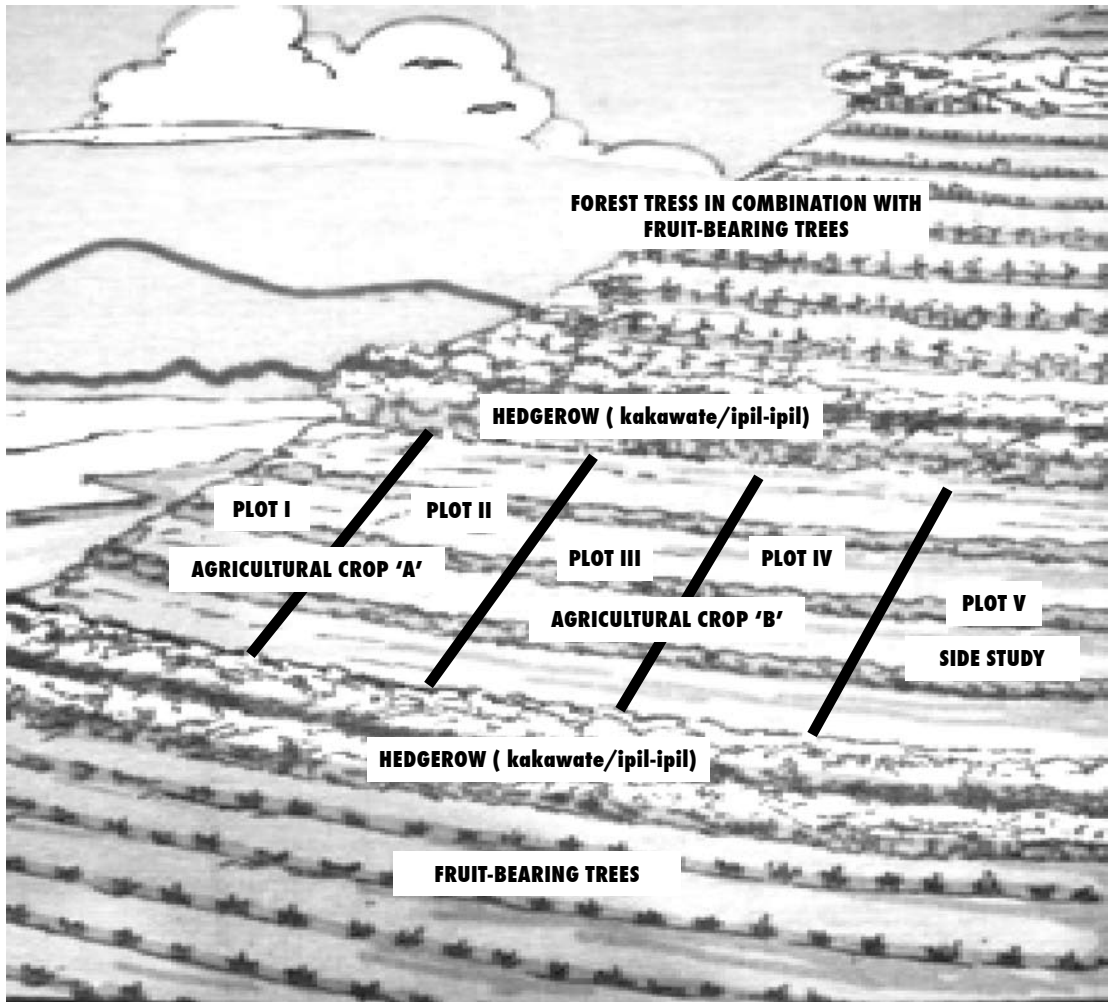 FOREST TRESS IN COMBINATION WITH
FRUIT-BEARING TREES
HEDGEROW ( kakawate/ipil-ipil)
PLOT I
PLOT II
PLOT III
PLOT IV
PLOT V
AGRICULTURAL CROP ‘A’
AGRICULTURAL CROP ‘B’
SIDE STUDY
HEDGEROW ( kakawate/ipil-ipil)
FRUIT-BEARING TREES